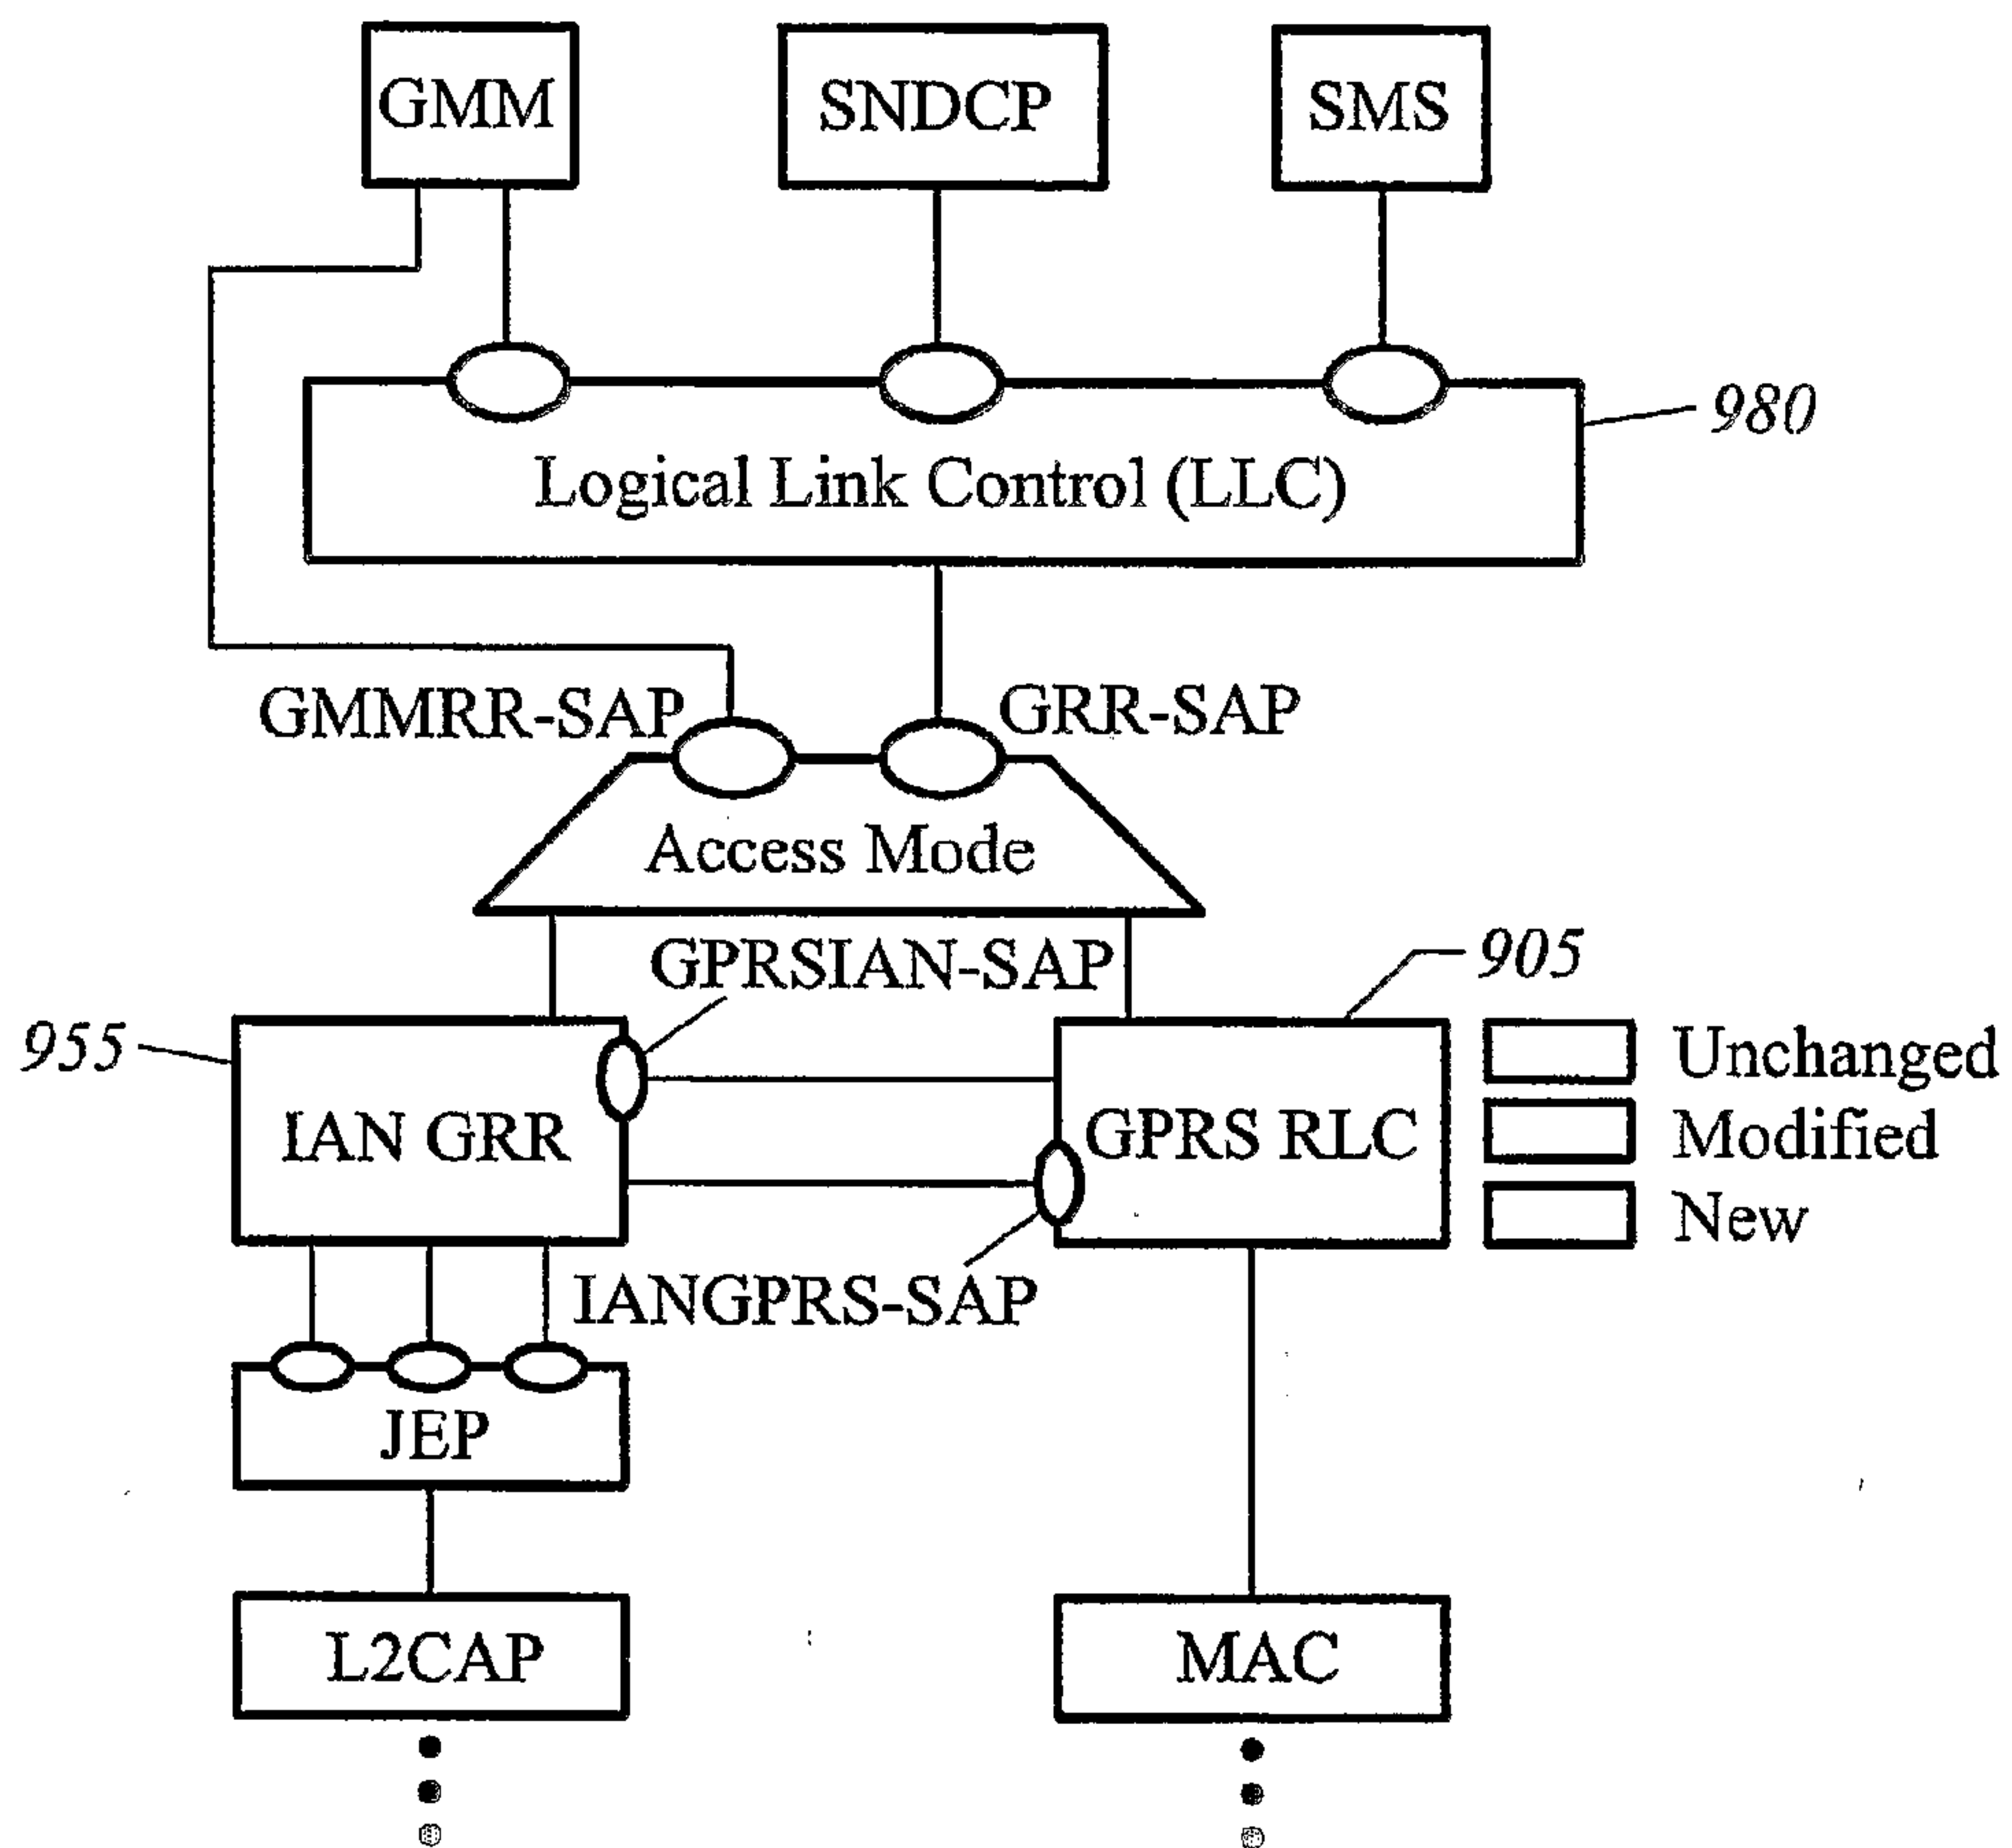 GMM
SNDCP
SMS
980
Logical Link Control (LLC)
GMMRR-SAP
GRR-SAP
Access Mode
GPRSIAN-SAP
905
955
Unchanged
IAN GRR
GPRS RLC
Modified
New
IANGPRS-SAP
JEP
L2CAP
MAC